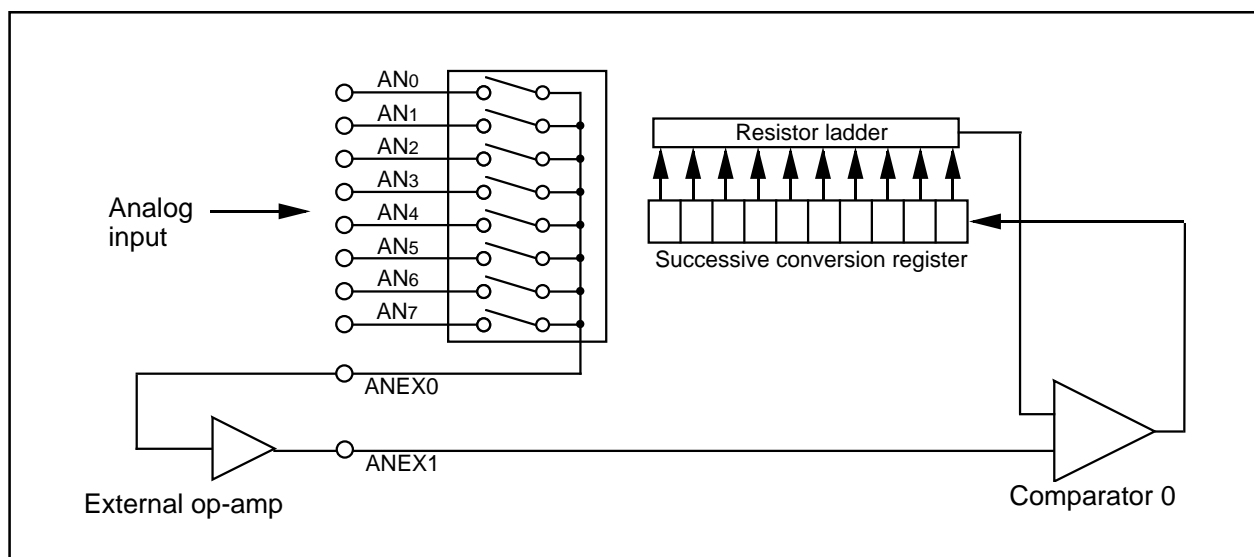 AN0
AN1
AN2
AN3
AN4
AN5
AN6
AN7
Analog
input
ANEX0
ANEX1
External op-amp
Resistor ladder
Successive conversion register
Comparator 0